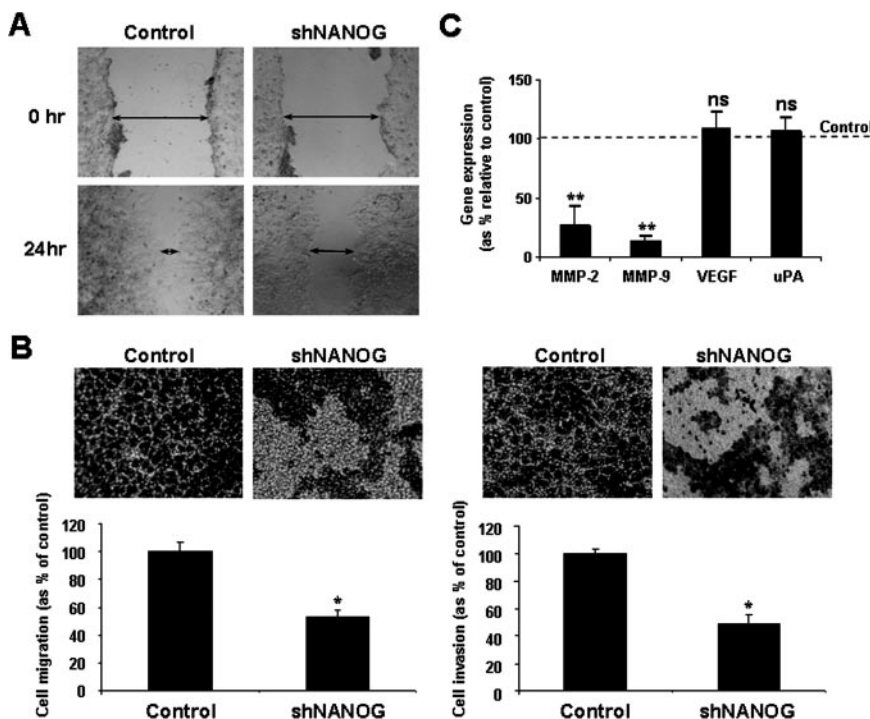 A
Control
shNANOG
0 hr
24hr
C
Gene expression
(as % relative to control)
150
100
50
0
ns
ns
Control
**
**
MMP-2
MMP-9
VEGF
uPA
B
Control
shNANOG
Cell migration (as % of control)
120
100
80
60
40
20
0
*
Control
shNANOG
Control
shNANOG
Cell invasion (as % of control)
120
100
80
60
40
20
0
*
Control
shNANOG